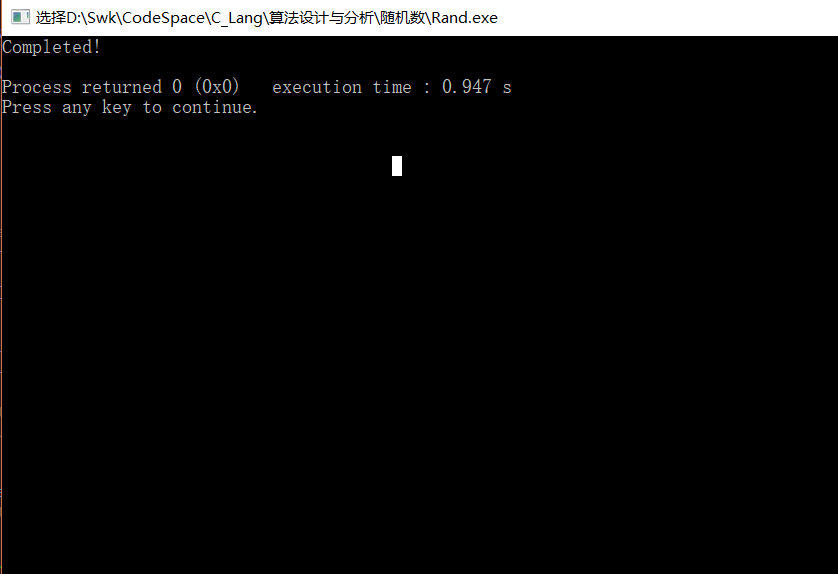 选择D:\Swk\CodeSpace\C_Lang\算法设计与分析\随机数\Rand.exe
Completed!
Process returned 0 (0x0)   execution time : 0.947 s
Press any key to continue.